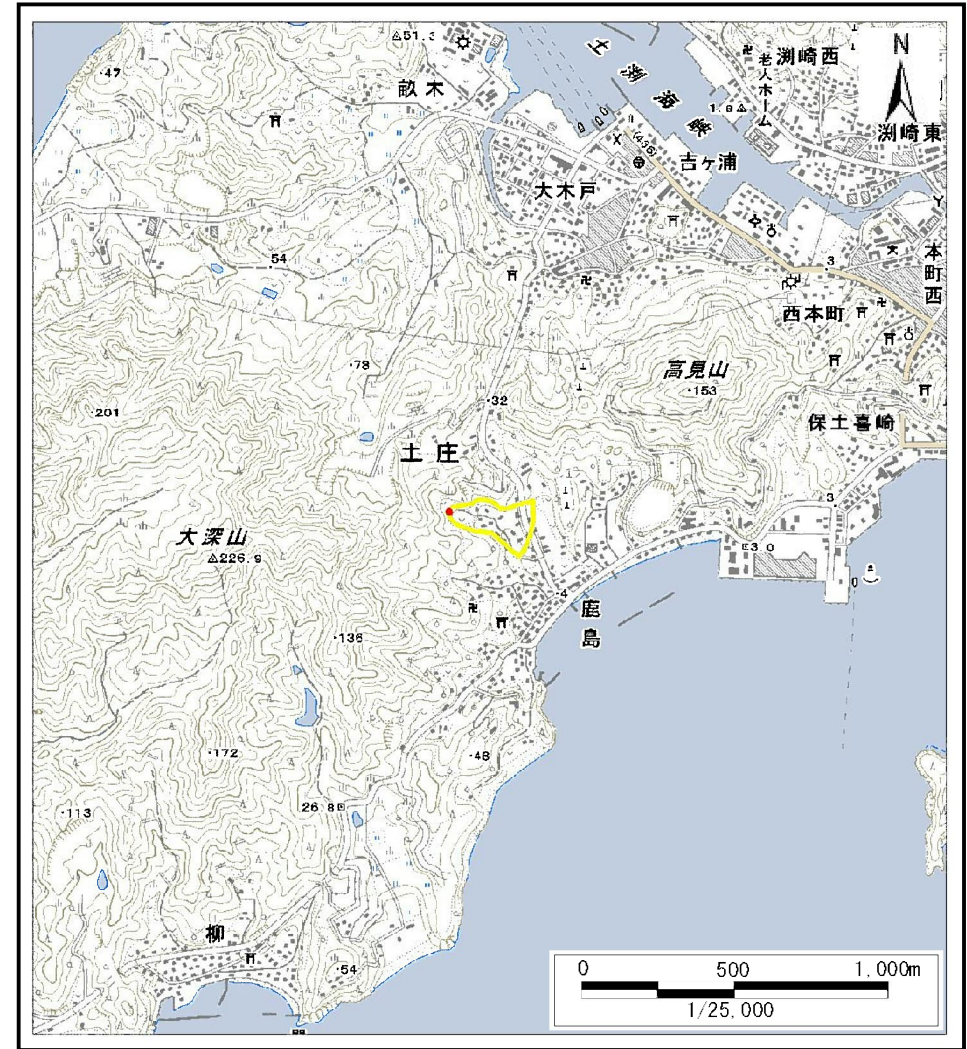 51.3
47
畝木
土渕海峡
老人ホーム
渕崎西
N
1.6
渕崎東
(436)
吉ヶ浦
大木戸
54
3
本町西
西本町
78
高見山
153
201
32
保土喜崎
土庄
3
大深山
226.9
3.0
4
鹿島
136
172
48
26.8
113
柳
54
0 500 1,000m
1/25,000